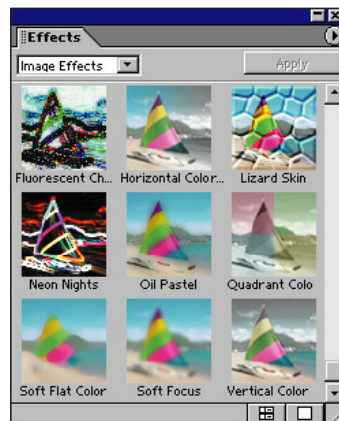 Effects
Image Effects
Apply
Fluorescent Ch... Horizontal Color... Lizard Skin
Neon Nights Oil Pastel Quadrant Colo
Soft Flat Color Soft Focus Vertical Color